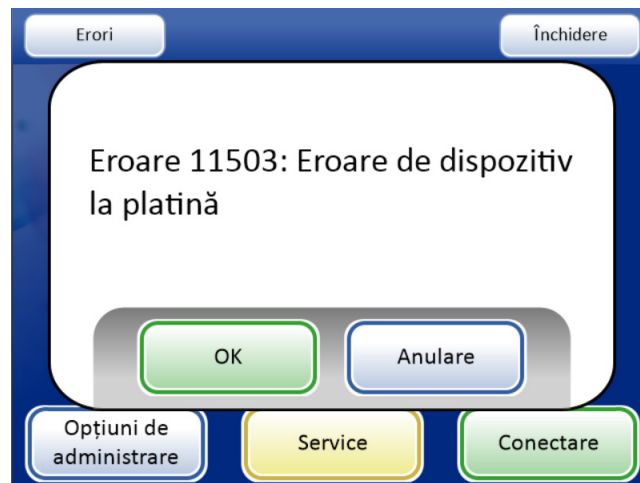 Erori
Închidere
Eroare 11503: Eroare de dispozitiv
la platină
OK
Anulare
Opțiuni de
administrare
Service
Conectare